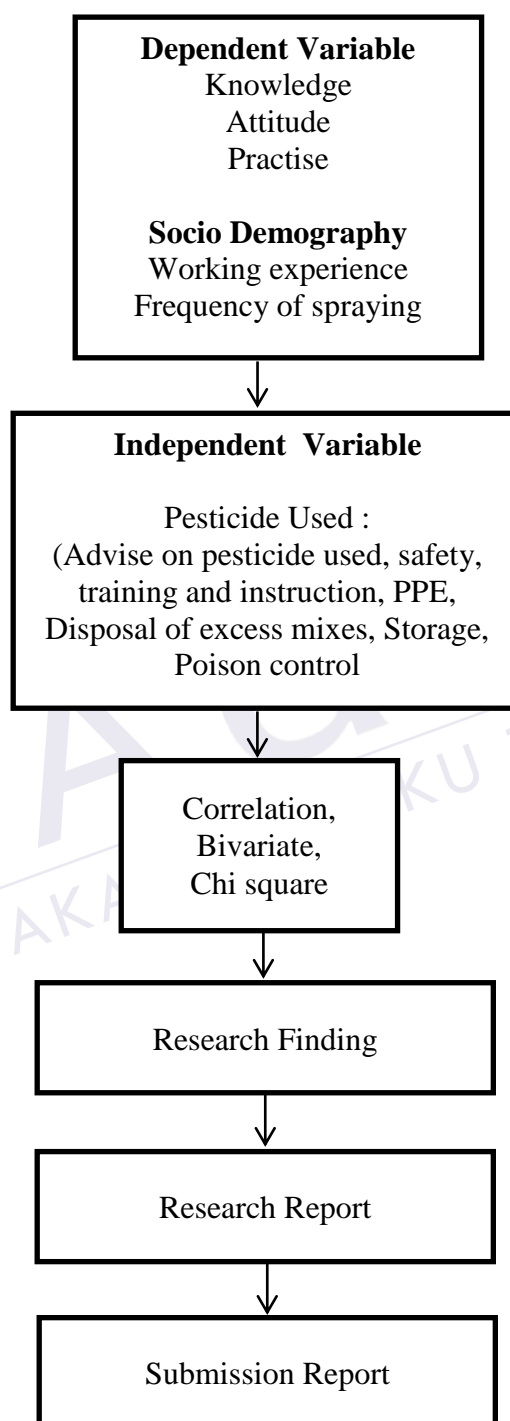 Dependent Variable
Knowledge
Attitude
Practise
Socio Demography
Working experience
Frequency of spraying
Independent Variable
Pesticide Used :
(Advise on pesticide used, safety,
training and instruction, PPE,
Disposal of excess mixes, Storage,
Poison control
Correlation,
Bivariate,
Chi square
Research Finding
Research Report
Submission Report